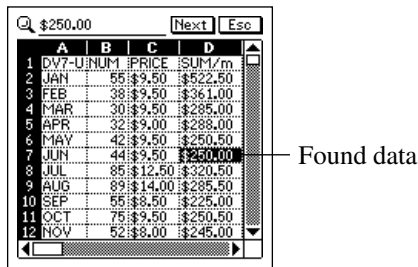 $250.00 Next Esc
A B C D
1 DV7-U NUM PRICE SUM/m
2 JAN 55 $9.50 $522.50
3 FEB 38 $9.50 $361.00
4 MAR 30 $9.50 $285.00
5 APR 32 $9.00 $288.00
6 MAY 42 $9.50 $250.50
7 JUN 44 $9.50 $250.00
8 JUL 85 $12.50 $320.50
9 AUG 89 $14.00 $285.50
10 SEP 55 $8.50 $225.00
11 OCT 75 $9.50 $250.50
12 NOV 52 $8.00 $245.00
Found data